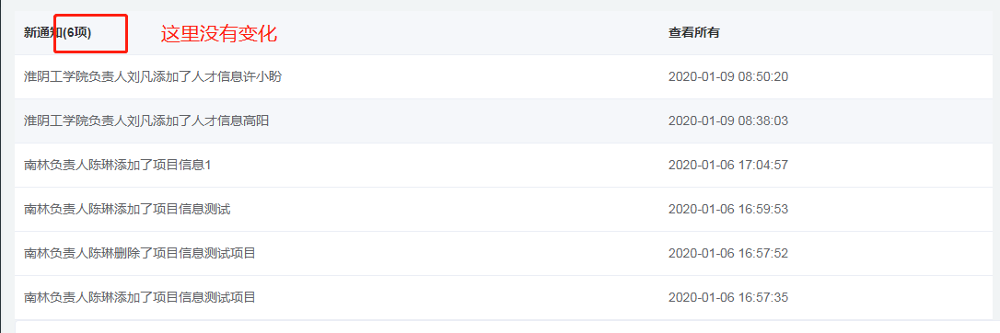 新通知(6项) 这里没有变化 查看所有
淮阴工学院负责人刘凡添加了人才信息许小盼 2020-01-09 08:50:20
淮阴工学院负责人刘凡添加了人才信息高阳 2020-01-09 08:38:03
南林负责人陈琳添加了项目信息1 2020-01-06 17:04:57
南林负责人陈琳添加了项目信息测试 2020-01-06 16:59:53
南林负责人陈琳删除了项目信息测试项目 2020-01-06 16:57:52
南林负责人陈琳添加了项目信息测试项目 2020-01-06 16:57:35